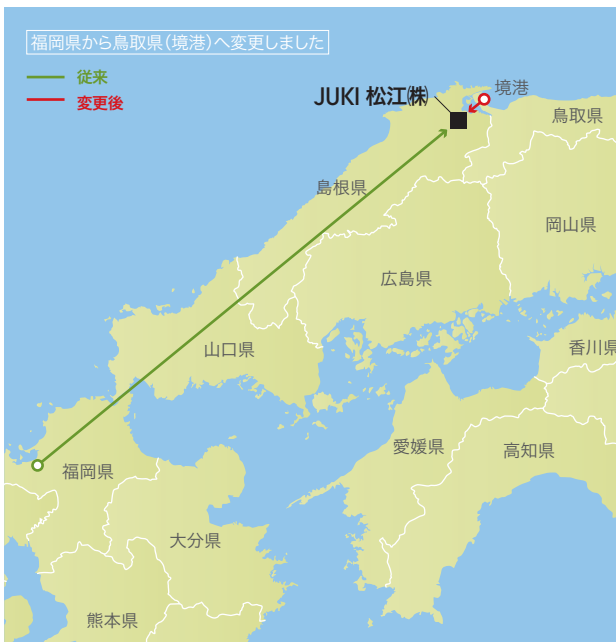 福岡県から鳥取県（境港）へ変更しました
従来
変更後
JUKI 松江㈱
境港
鳥取県
島根県
岡山県
広島県
山口県
香川県
愛媛県
高知県
福岡県
大分県
熊本県